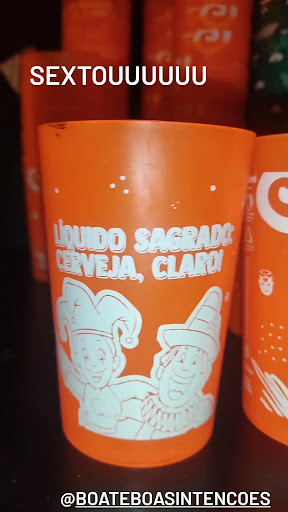 SEXTOUUUUUU
LÍQUIDO SAGRADO:
CERVEJA, CLARO!
@BOATEBOASINTENCOES